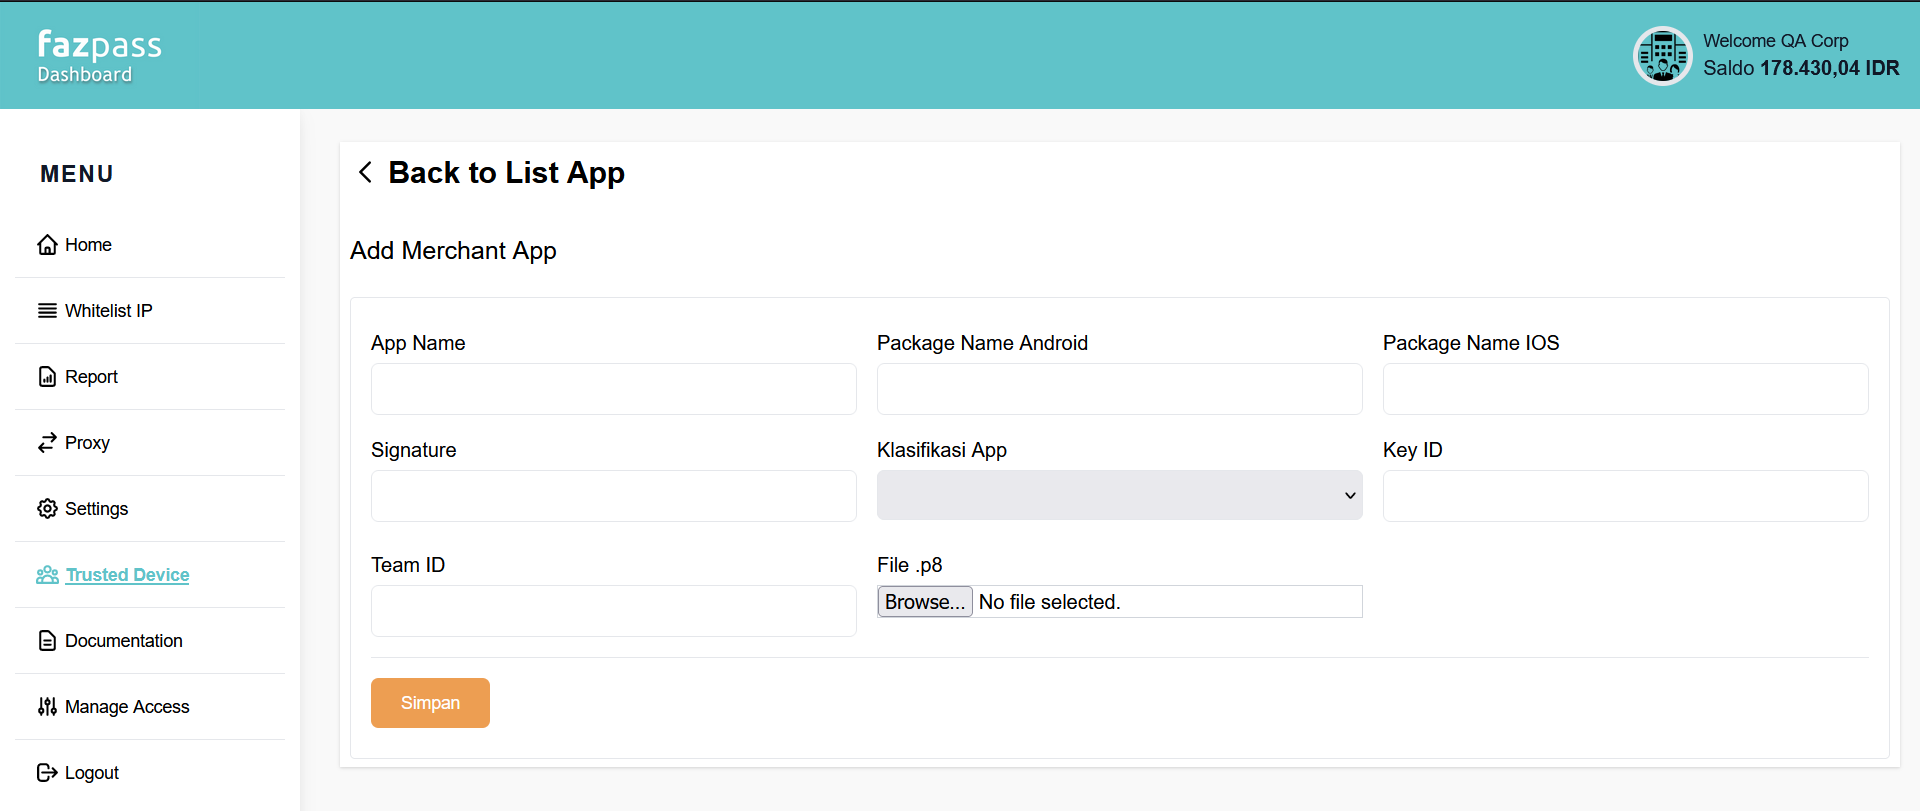 fazpass
Dashboard
Welcome QA Corp
Saldo 178.430,04 IDR
MENU
Home
Whitelist IP
Report
Proxy
Settings
Trusted Device
Documentation
Manage Access
Logout
Back to List App
Add Merchant App
App Name
Package Name Android
Package Name IOS
Signature
Klasifikasi App
Key ID
Team ID
File .p8
Browse... No file selected.
Simpan